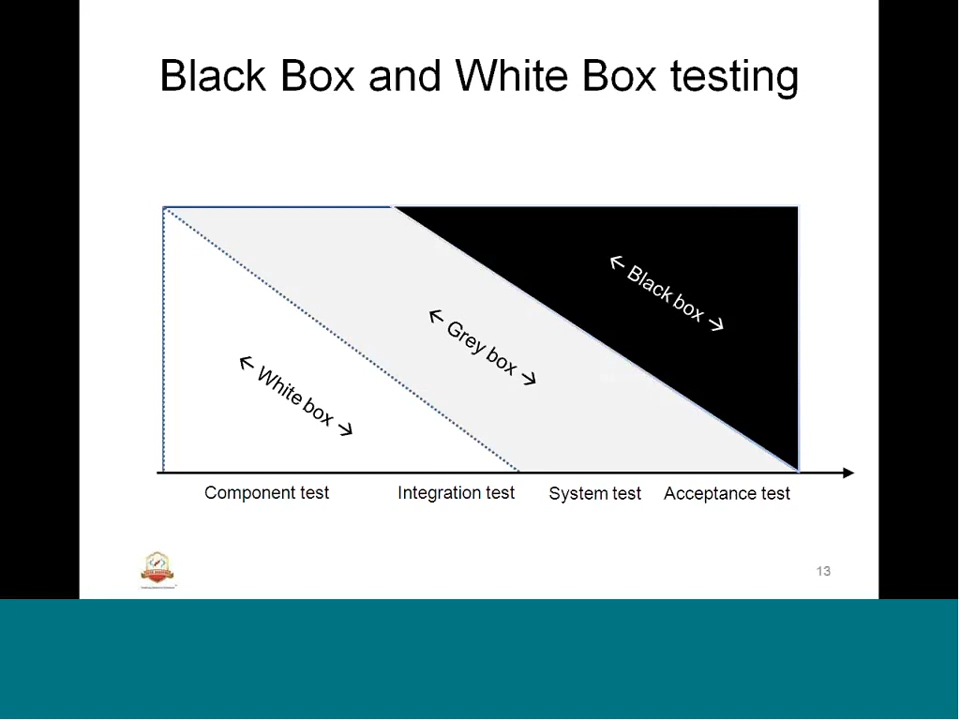 Black Box and White Box testing
← Black box →
← Grey box →
← White box →
Component test
Integration test
System test
Acceptance test
13